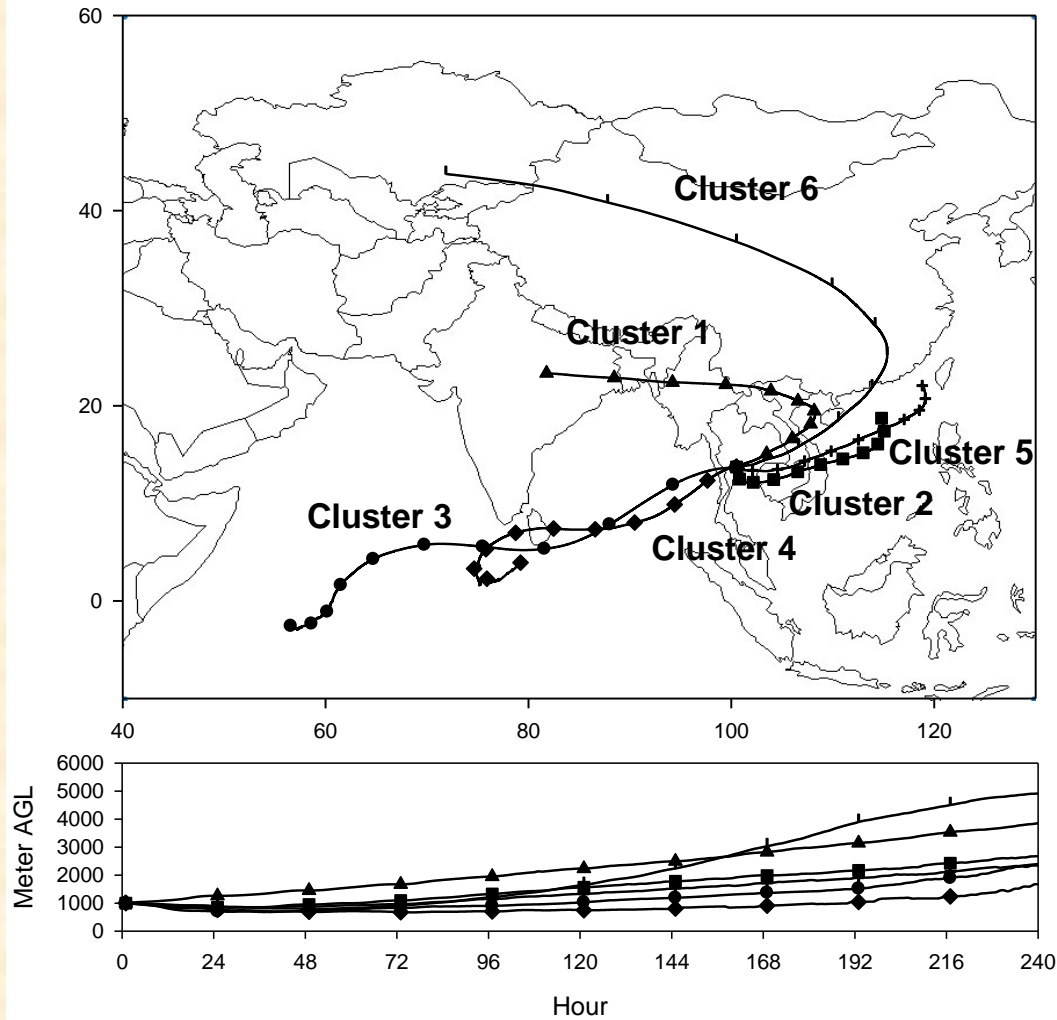 60
40
20
0
Cluster 6
Cluster 1
Cluster 5
Cluster 2
Cluster 3
Cluster 4
40 60 80 100 120
6000
5000
4000
3000
2000
1000
0
Meter AGL
0 24 48 72 96 120 144 168 192 216 240
Hour